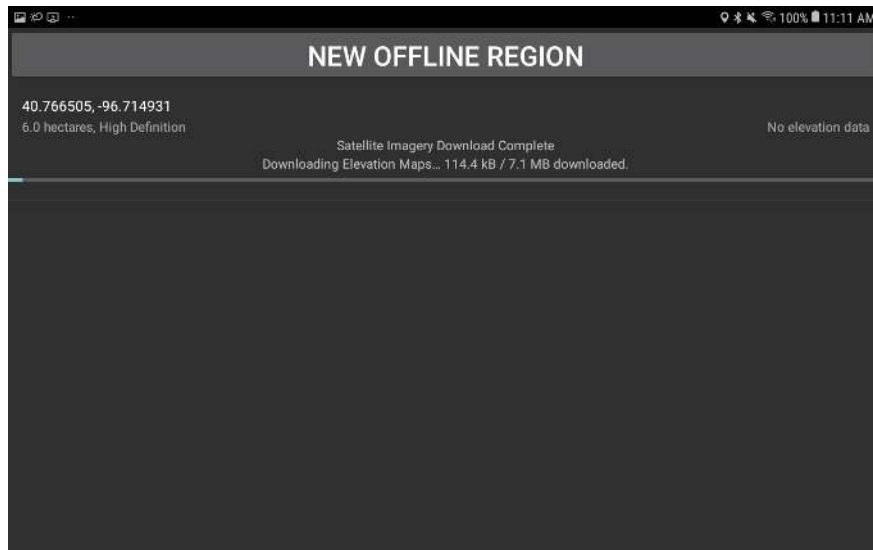 100% 11:11 AM
NEW OFFLINE REGION
40.766505, -96.714931
6.0 hectares, High Definition
No elevation data
Satellite Imagery Download Complete
Downloading Elevation Maps... 114.4 kB / 7.1 MB downloaded.